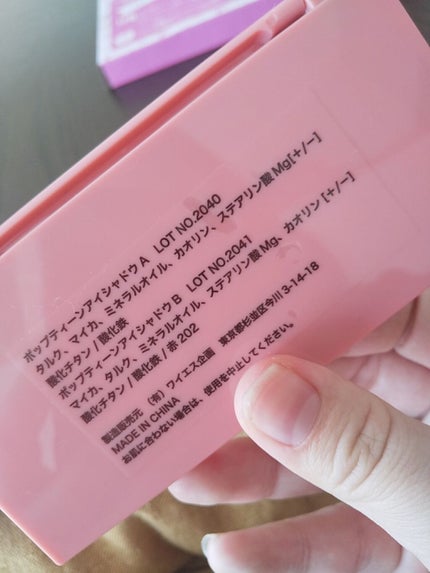 ポップティーンアイシャドウA LOT NO.2040
タルク、マイカ、ミネラルオイル、カオリン、ステアリン酸Mg[+/−]
酸化チタン/酸化鉄
ポップティーンアイシャドウB LOT NO.2041
マイカ、タルク、ミネラルオイル、ステアリン酸Mg、カオリン[+/−]
酸化チタン/酸化鉄/赤202
製造販売元 (有)ワイエス企画 東京都杉並区今川3-14-18
MADE IN CHINA
お肌に合わない場合は、使用を中止してください。